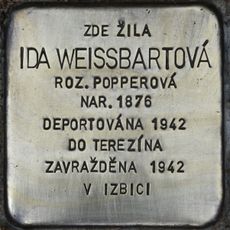 ZDE ŽILA
IDA WEISSBARTOVÁ
ROZ. POPPEROVÁ
NAR. 1876
DEPORTOVÁNA 1942
DO TEREZÍNA
ZAVRAŽDĚNA 1942
V IZBICI